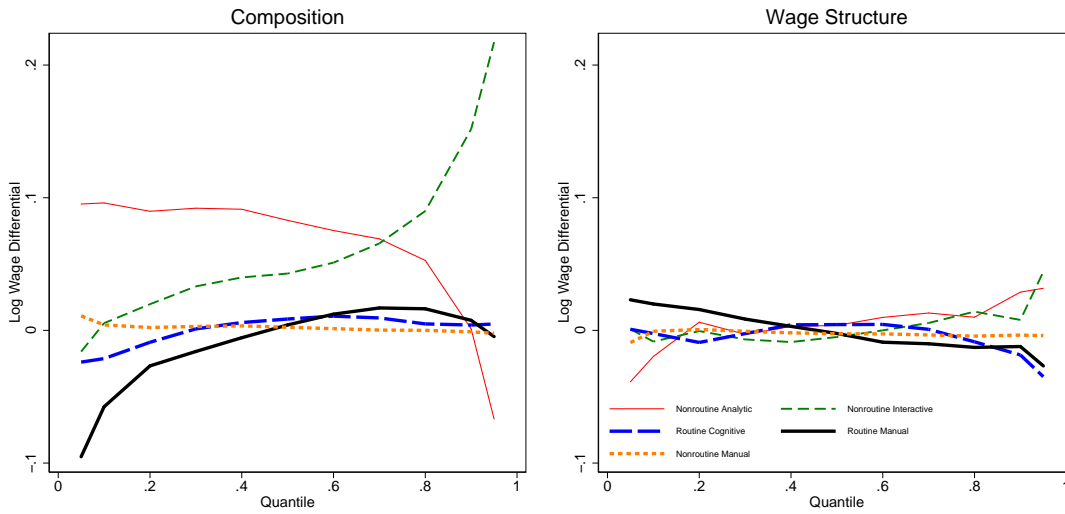 Composition
Log Wage Differential
.2
.1
0
-.1
0
.2
.4
.6
.8
1
Quantile
Wage Structure
Log Wage Differential
.2
.1
0
-.1
Nonroutine Analytic
Nonroutine Interactive
Routine Cognitive
Routine Manual
Nonroutine Manual
0
.2
.4
.6
.8
1
Quantile